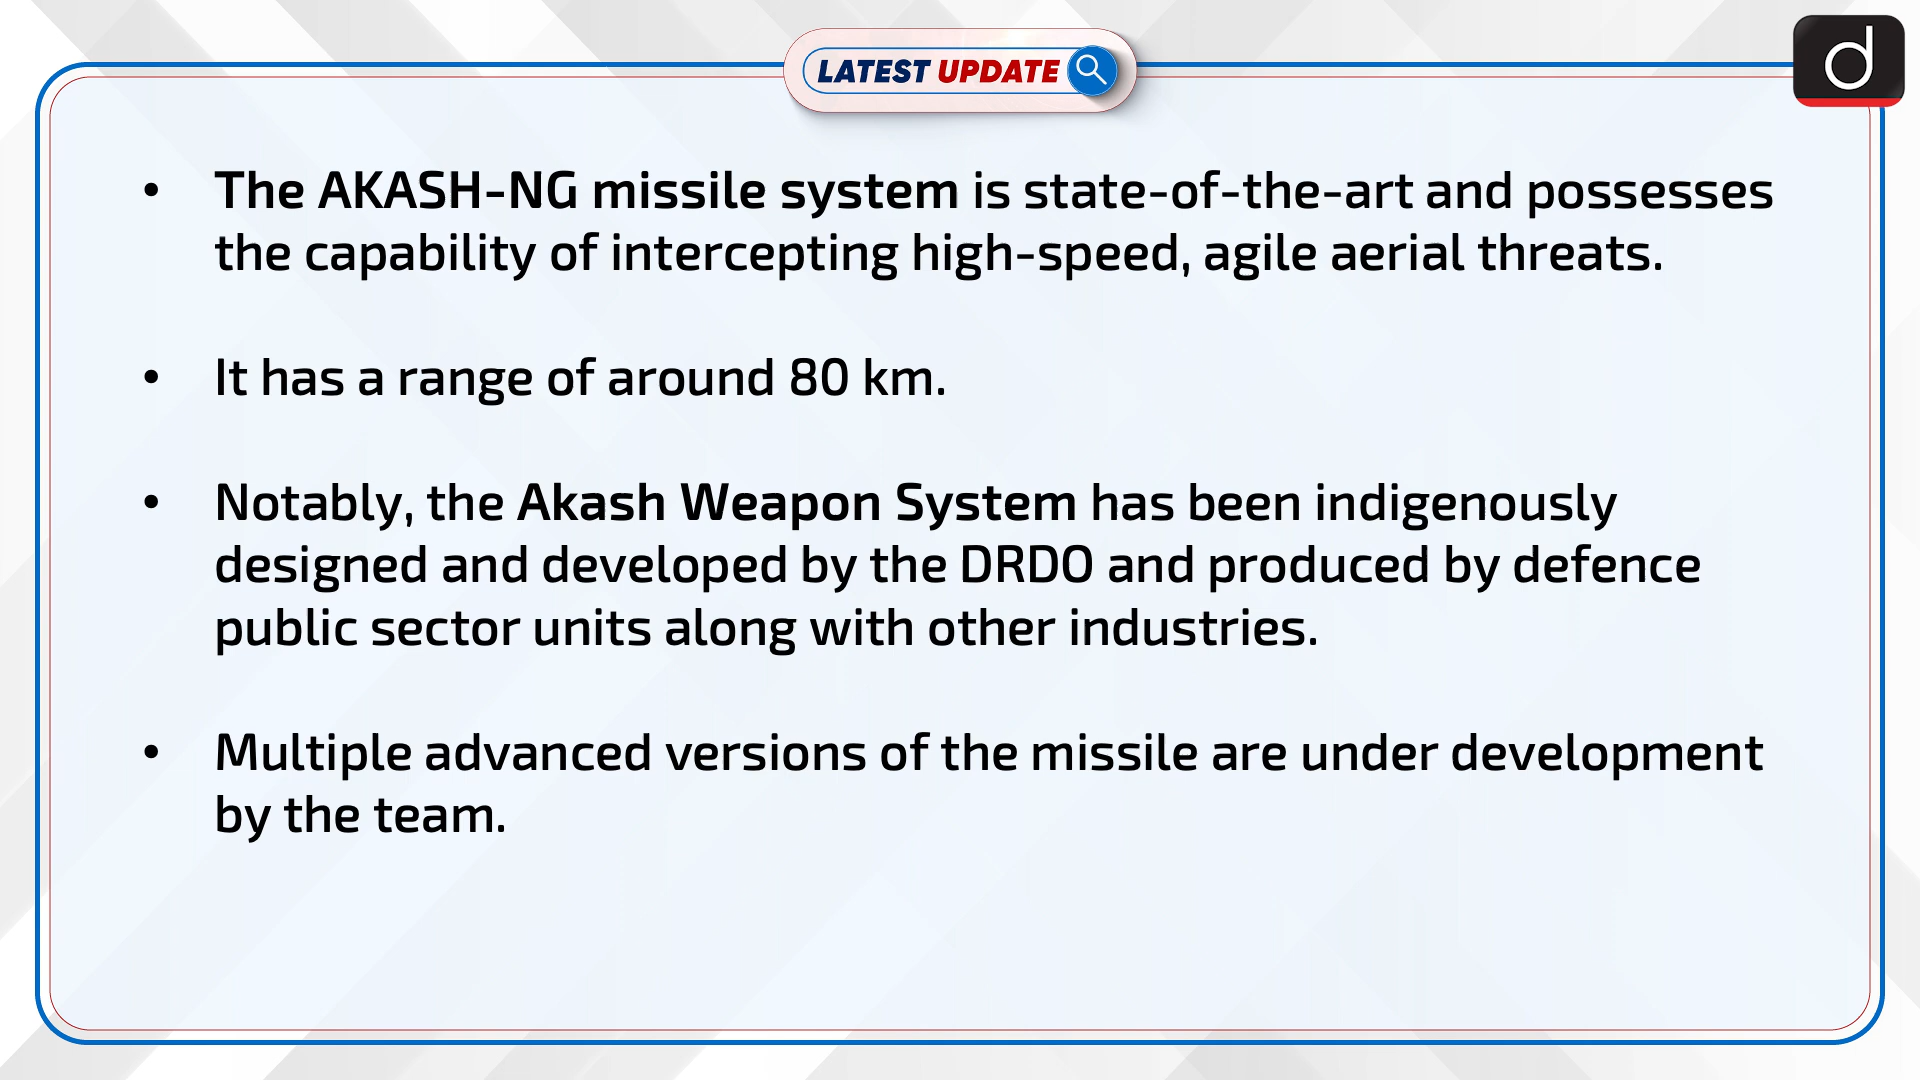 LATEST UPDATE
d
• The AKASH-NG missile system is state-of-the-art and possesses
the capability of intercepting high-speed, agile aerial threats.
• It has a range of around 80 km.
• Notably, the Akash Weapon System has been indigenously
designed and developed by the DRDO and produced by defence
public sector units along with other industries.
• Multiple advanced versions of the missile are under development
by the team.